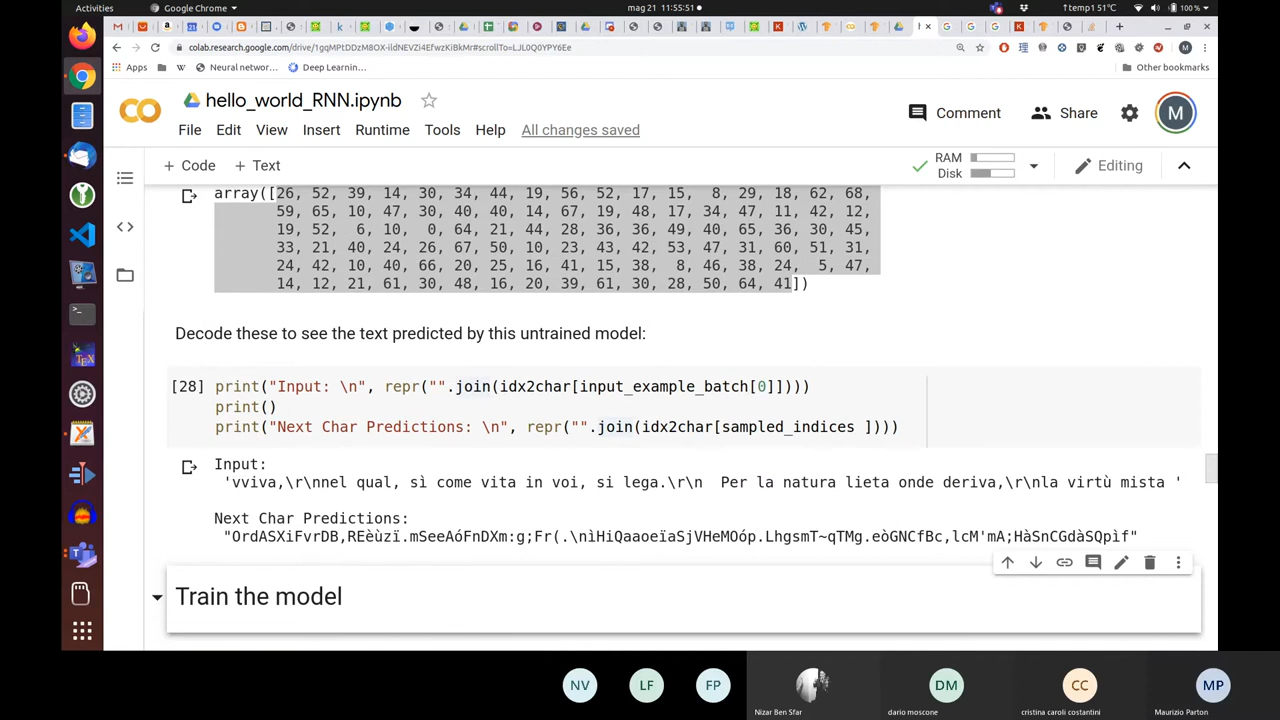 Activities
Google Chrome
mag 21 11:55:51
temp1 51°C
100 %
colab.research.google.com/drive/1gqMPtDDzM8OX-ildNEVZi4EfwzKiBkMr#scrollTo=LJL0Q0YPY6Ee
Apps
Neural networ...
Deep Learnin...
Other bookmarks
hello_world_RNN.ipynb
Comment
Share
M
File Edit View Insert Runtime Tools Help All changes saved
+ Code + Text
RAM
Disk
Editing
array([26, 52, 39, 14, 30, 34, 44, 19, 56, 52, 17, 15, 8, 29, 18, 62, 68,
59, 65, 10, 47, 30, 40, 40, 14, 67, 19, 48, 17, 34, 47, 11, 42, 12,
19, 52, 6, 10, 0, 64, 21, 44, 28, 36, 36, 49, 40, 65, 36, 30, 45,
33, 21, 40, 24, 26, 67, 50, 10, 23, 43, 42, 53, 47, 31, 60, 51, 31,
24, 42, 10, 40, 66, 20, 25, 16, 41, 15, 38, 8, 46, 38, 24, 5, 47,
14, 12, 21, 61, 30, 48, 16, 20, 39, 61, 30, 28, 50, 64, 41])
Decode these to see the text predicted by this untrained model:
[28] print("Input: \n", repr("".join(idx2char[input_example_batch[0]])))
print()
print("Next Char Predictions: \n", repr("".join(idx2char[sampled_indices ])))
Input:
'vviva,\r\nnel qual, sì come vita in voi, si lega.\r\n  Per la natura lieta onde deriva,\r\nla virtù mista '
Next Char Predictions:
"OrdASXiFvrDB,REèùzï.mSeeAóFnDXm:g;Fr(.\nìHiQaaoeïaSjVHeMOóp.LhgsmT~qTMg.eòGNCfBc,lcM'mA;HàSnCGdàSQpìf"
Train the model
NV
LF
FP
DM
CC
MP
Nizar Ben Sfar
dario moscone
cristina caroli costantini
Maurizio Parton